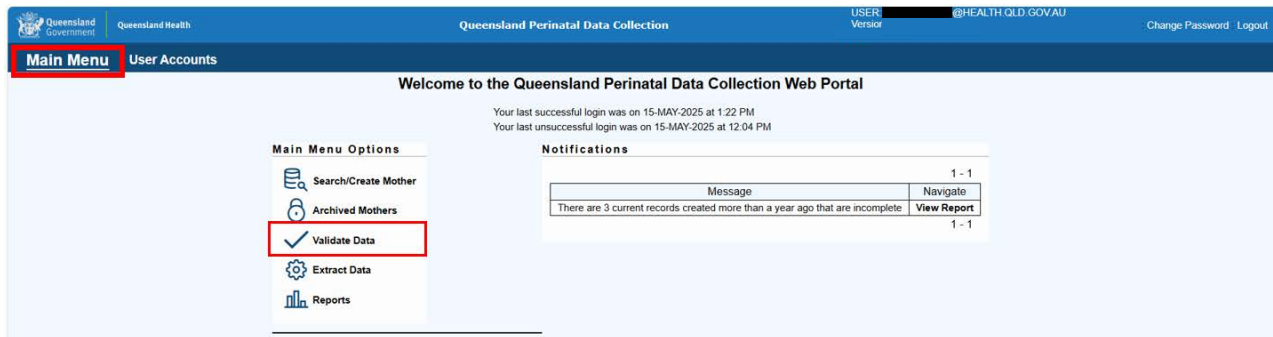 Queensland Government
Queensland Health
Queensland Perinatal Data Collection
USER: @HEALTH.QLD.GOV.AU
Version
Change Password Logout
Main Menu User Accounts
Welcome to the Queensland Perinatal Data Collection Web Portal
Your last successful login was on 15-MAY-2025 at 1:22 PM
Your last unsuccessful login was on 15-MAY-2025 at 12:04 PM
Main Menu Options
Search/Create Mother
Archived Mothers
Validate Data
Extract Data
Reports
Notifications
1 - 1
Message Navigate
There are 3 current records created more than a year ago that are incomplete View Report
1 - 1